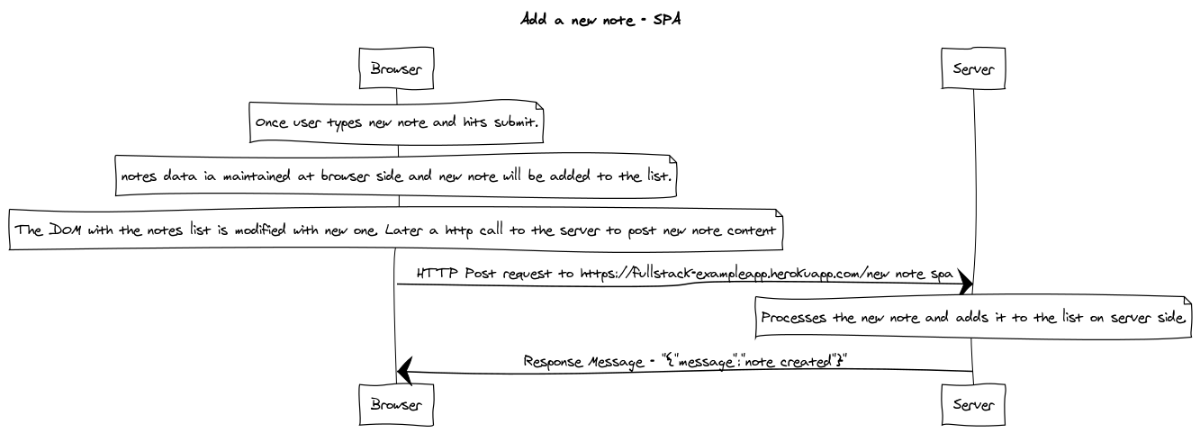 Add a new note - SPA
Browser
Server
Once user types new note and hits submit.
notes data ia maintained at browser side and new note will be added to the list.
The DOM with the notes list is modified with new one. Later a http call to the server to post new note content
HTTP Post request to https://fullstack-exampleapp.herokuapp.com/new note spa
Processes the new note and adds it to the list on server side.
Response Message - "{"message":"note created"}"
Browser
Server